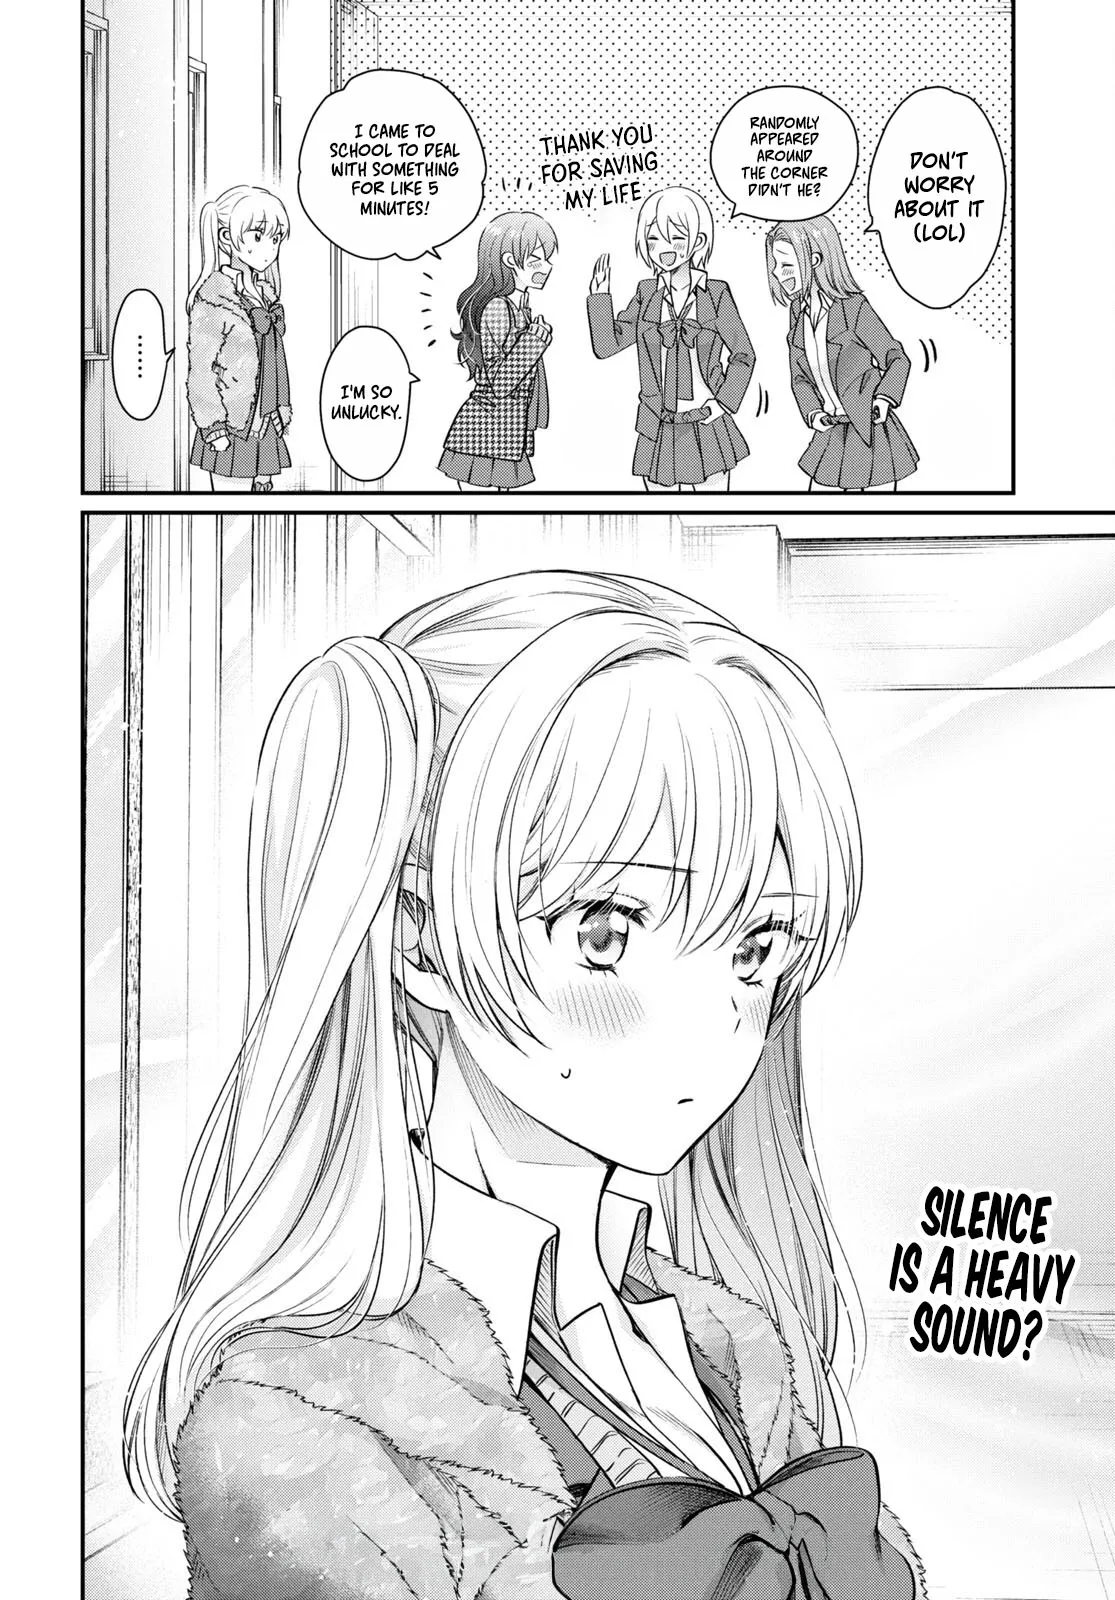 DON'T
WORRY
ABOUT IT
(LOL)
RANDOMLY
APPEARED
AROUND
THE CORNER
DIDN'T HE?
THANK YOU
FOR SAVING
MY LIFE
I CAME TO
SCHOOL TO DEAL
WITH SOMETHING
FOR LIKE 5
MINUTES!
I'M SO
UNLUCKY.
......
SILENCE
IS A HEAVY
SOUND?